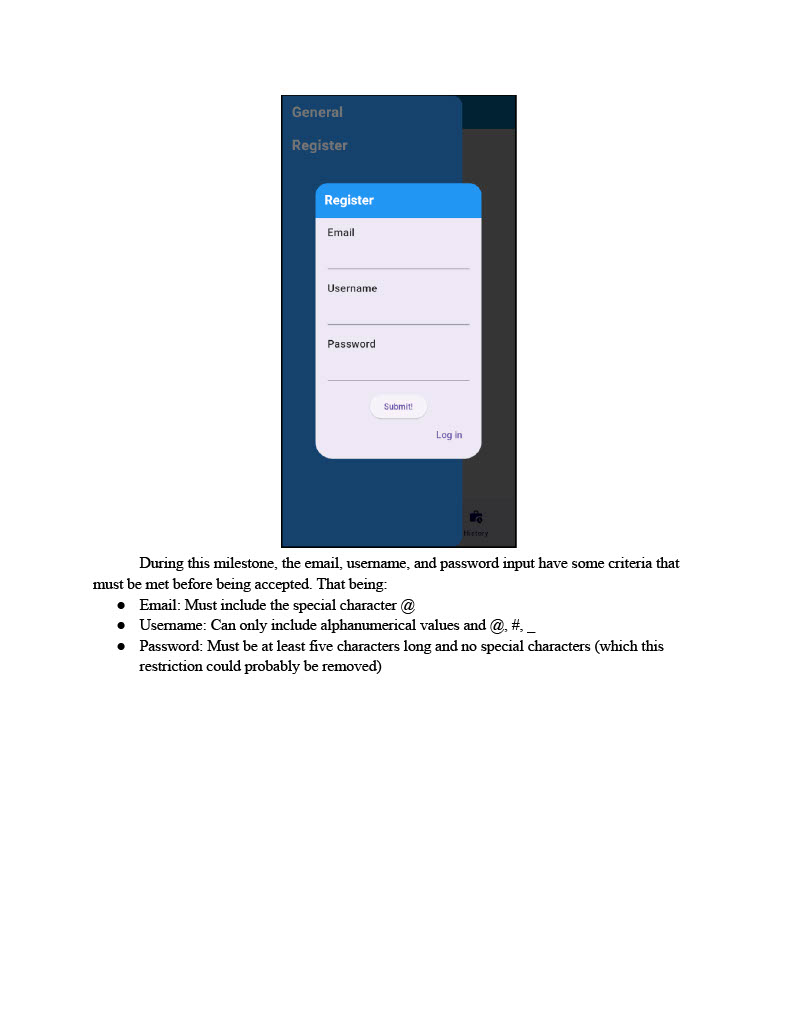 General
Register
Register
Email
Username
Password
Submit!
Log in
History
During this milestone, the email, username, and password input have some criteria that
must be met before being accepted. That being:
● Email: Must include the special character @
● Username: Can only include alphanumerical values and @, #, _
● Password: Must be at least five characters long and no special characters (which this
restriction could probably be removed)